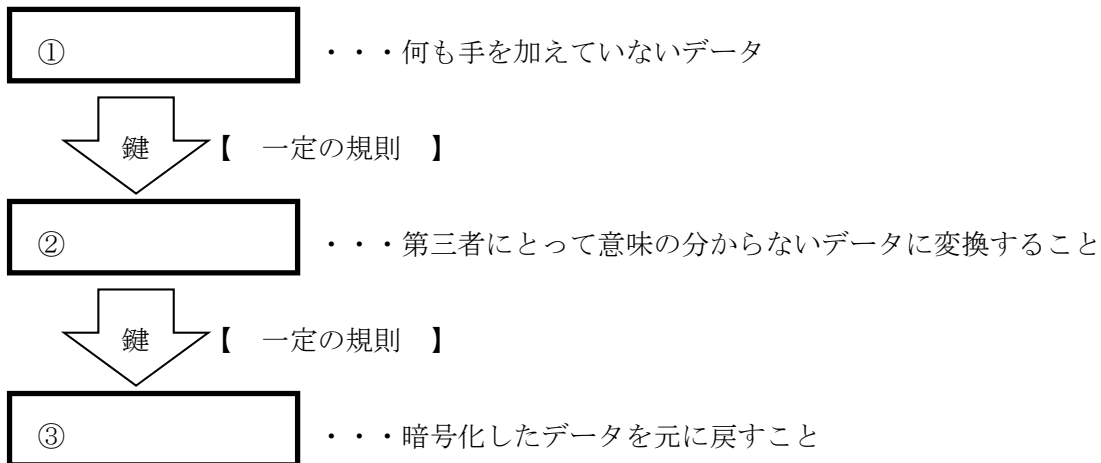 ① ・・・何も手を加えていないデータ
鍵 【 一定の規則 】
② ・・・第三者にとって意味の分からないデータに変換すること
鍵 【 一定の規則 】
③ ・・・暗号化したデータを元に戻すこと